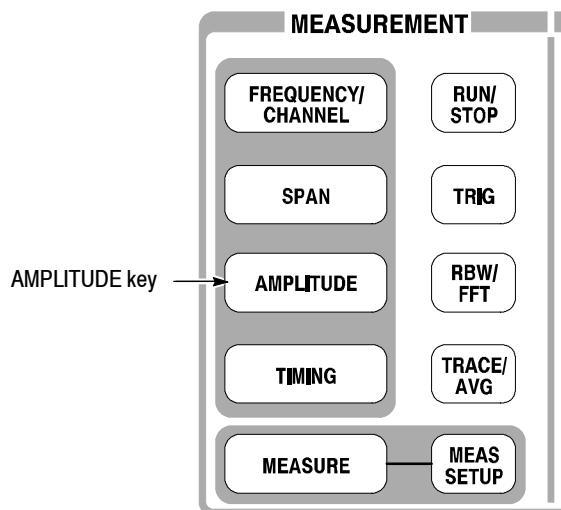 MEASUREMENT
FREQUENCY/
CHANNEL
RUN/
STOP
SPAN
TRIG
AMPLITUDE key
AMPLITUDE
RBW/
FFT
TIMING
TRACE/
AVG
MEASURE
MEAS
SETUP